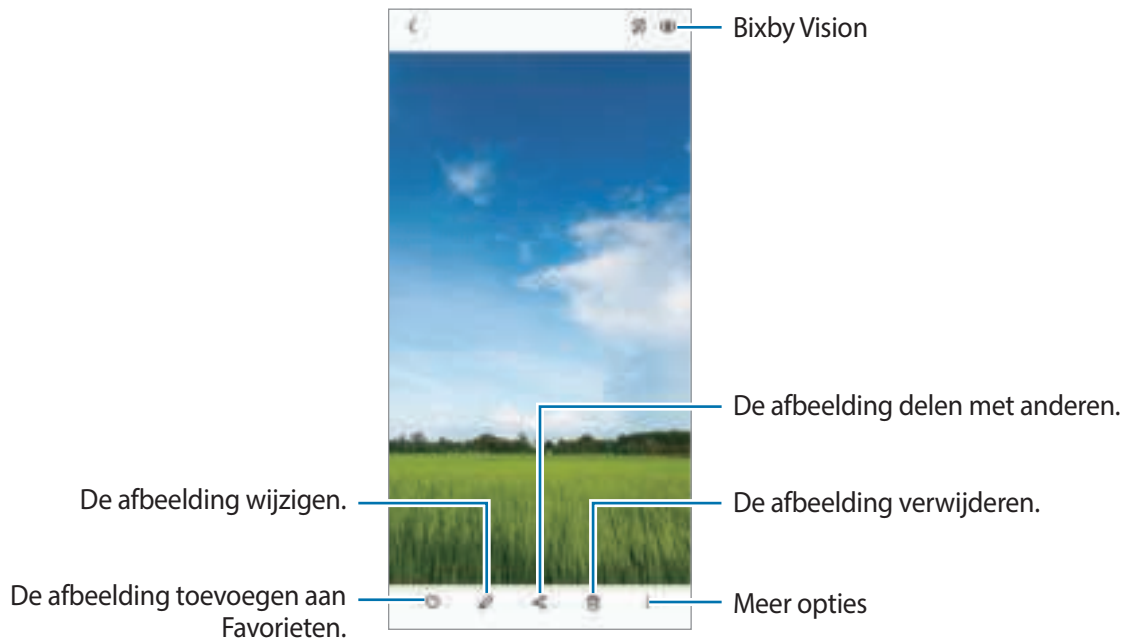 Bixby Vision
De afbeelding delen met anderen.
De afbeelding wijzigen.
De afbeelding verwijderen.
De afbeelding toevoegen aan
Favorieten.
Meer opties